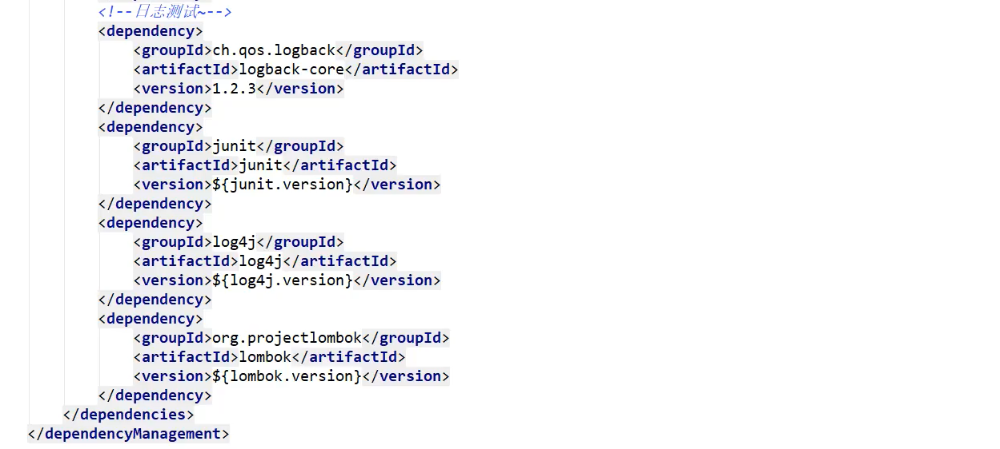 <!--日志测试~-->
<dependency>
<groupId>ch.qos.logback</groupId>
<artifactId>logback-core</artifactId>
<version>1.2.3</version>
</dependency>
<dependency>
<groupId>junit</groupId>
<artifactId>junit</artifactId>
<version>${junit.version}</version>
</dependency>
<dependency>
<groupId>log4j</groupId>
<artifactId>log4j</artifactId>
<version>${log4j.version}</version>
</dependency>
<dependency>
<groupId>org.projectlombok</groupId>
<artifactId>lombok</artifactId>
<version>${lombok.version}</version>
</dependency>
</dependencies>
</dependencyManagement>